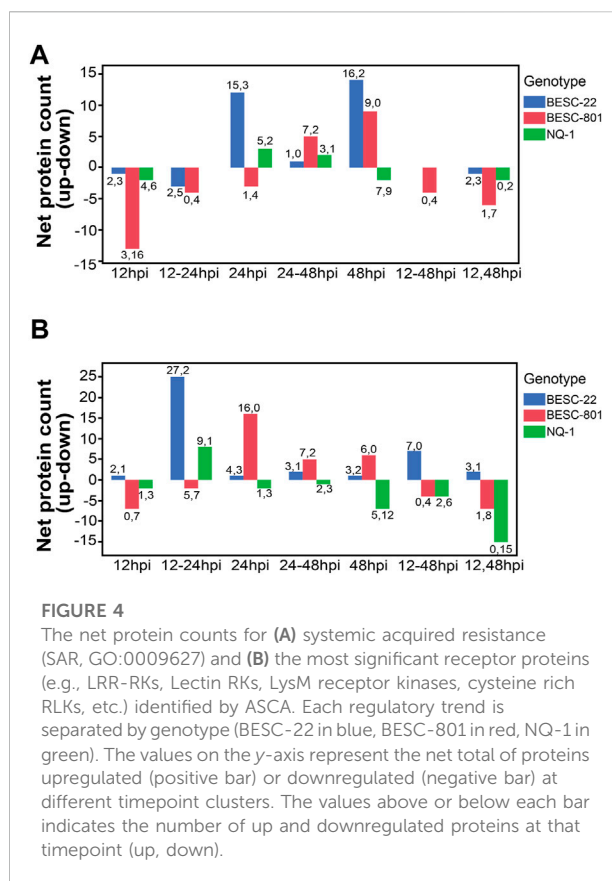 A
Net protein count
(up-down)
15
10
5
0
-5
-10
-15
2,3
3,16
4,6
2,5
0,4
15,3
1,4
5,2
1,0
7,2
3,1
16,2
9,0
7,9
0,4
2,3
1,7
0,2
12hpi 12-24hpi 24hpi 24-48hpi 48hpi 12-48hpi 12,48hpi
Genotype
BESC-22
BESC-801
NQ-1
B
Net protein count
(up-down)
25
20
15
10
5
0
-5
-10
-15
2,1
0,7
1,3
27,2
5,7
9,1
4,3
16,0
1,3
3,1
7,2
2,3
3,2
6,0
5,12
7,0
0,4
2,6
3,1
1,8
0,15
12hpi 12-24hpi 24hpi 24-48hpi 48hpi 12-48hpi 12,48hpi
Genotype
BESC-22
BESC-801
NQ-1
FIGURE 4
The net protein counts for (A) systemic acquired resistance
(SAR, GO:0009627) and (B) the most significant receptor proteins
(e.g., LRR-RKs, Lectin RKs, LysM receptor kinases, cysteine rich
RLKs, etc.) identified by ASCA. Each regulatory trend is
separated by genotype (BESC-22 in blue, BESC-801 in red, NQ-1 in
green). The values on the y-axis represent the net total of proteins
upregulated (positive bar) or downregulated (negative bar) at
different timepoint clusters. The values above or below each bar
indicates the number of up and downregulated proteins at that
timepoint (up, down).